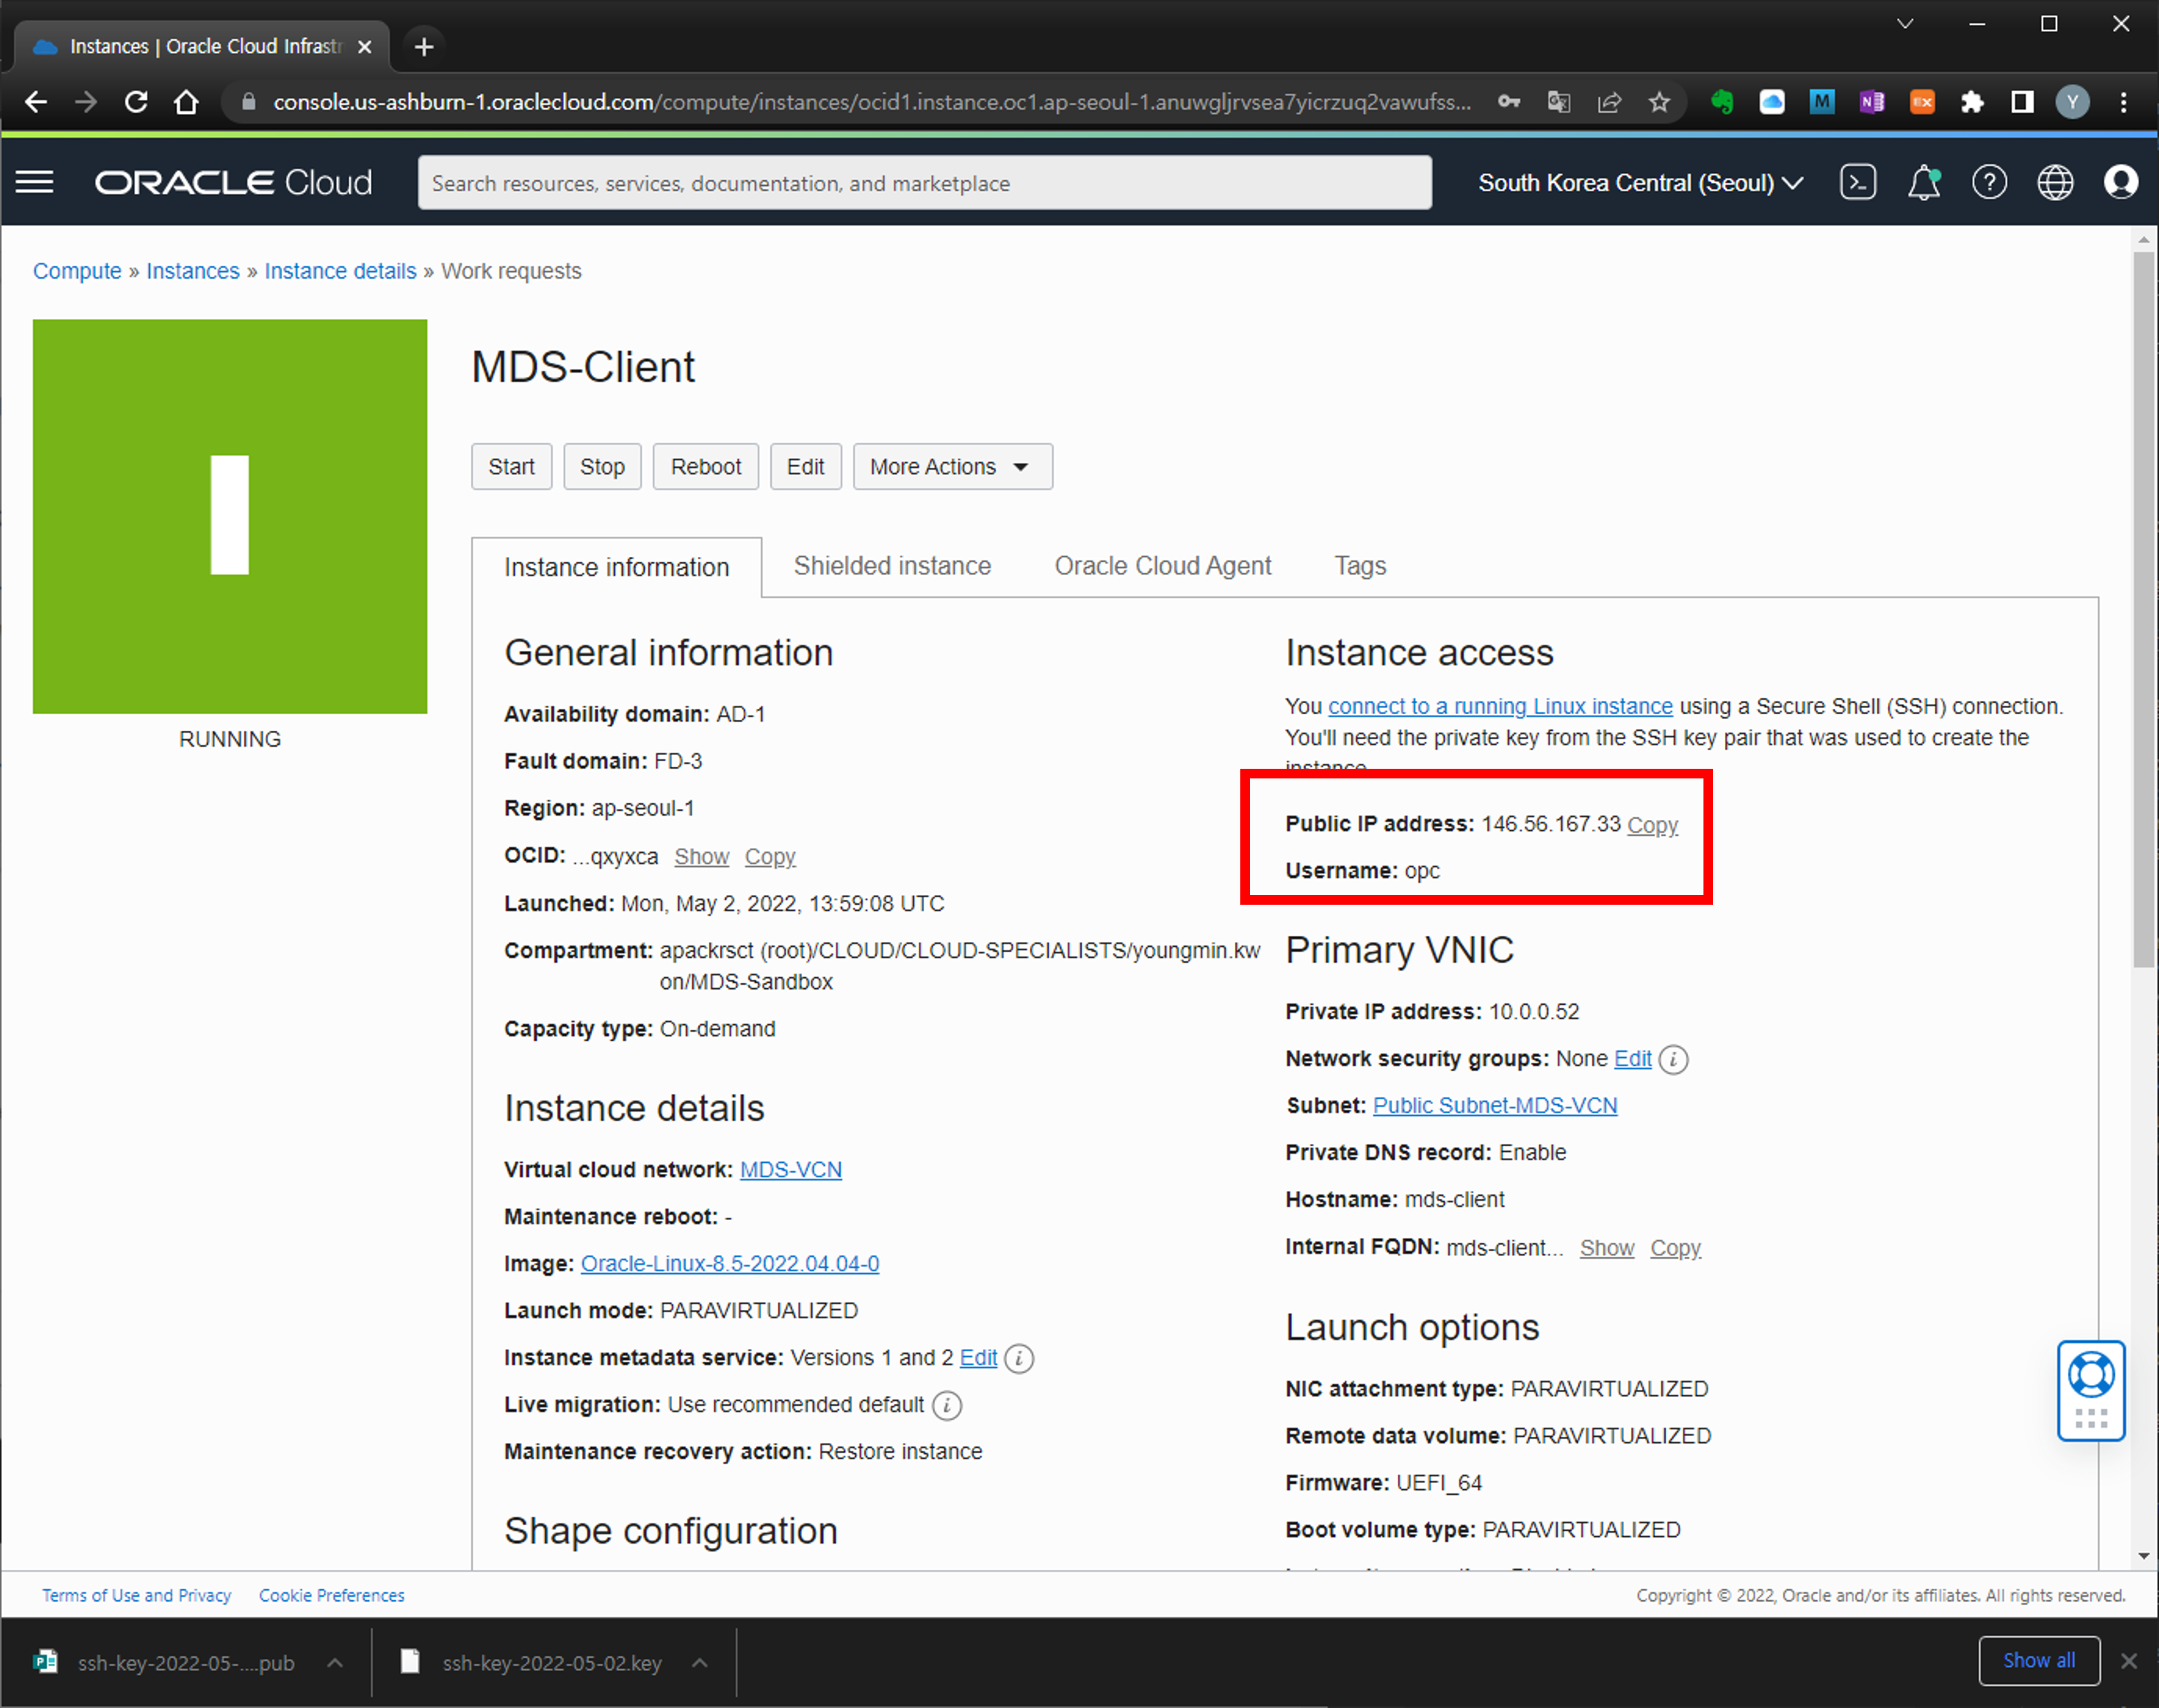 Instances | Oracle Cloud Infrastr
console.us-ashburn-1.oraclecloud.com/compute/instances/ocid1.instance.oc1.ap-seoul-1.anuwgljrvsea7yicrzuq2vawufss...
ORACLE Cloud
Search resources, services, documentation, and marketplace
South Korea Central (Seoul)
Compute » Instances » Instance details » Work requests
MDS-Client
Start Stop Reboot Edit More Actions
RUNNING
Instance information Shielded instance Oracle Cloud Agent Tags
General information
Availability domain: AD-1
Fault domain: FD-3
Region: ap-seoul-1
OCID: ...qxyxca Show Copy
Launched: Mon, May 2, 2022, 13:59:08 UTC
Compartment: apackrsct (root)/CLOUD/CLOUD-SPECIALISTS/youngmin.kw
on/MDS-Sandbox
Capacity type: On-demand
Instance details
Virtual cloud network: MDS-VCN
Maintenance reboot: -
Image: Oracle-Linux-8.5-2022.04.04-0
Launch mode: PARAVIRTUALIZED
Instance metadata service: Versions 1 and 2 Edit
Live migration: Use recommended default
Maintenance recovery action: Restore instance
Shape configuration
Instance access
You connect to a running Linux instance using a Secure Shell (SSH) connection.
You'll need the private key from the SSH key pair that was used to create the
instance
Public IP address: 146.56.167.33 Copy
Username: opc
Primary VNIC
Private IP address: 10.0.0.52
Network security groups: None Edit
Subnet: Public Subnet-MDS-VCN
Private DNS record: Enable
Hostname: mds-client
Internal FQDN: mds-client... Show Copy
Launch options
NIC attachment type: PARAVIRTUALIZED
Remote data volume: PARAVIRTUALIZED
Firmware: UEFI_64
Boot volume type: PARAVIRTUALIZED
Terms of Use and Privacy Cookie Preferences
Copyright © 2022, Oracle and/or its affiliates. All rights reserved.
ssh-key-2022-05-....pub
ssh-key-2022-05-02.key
Show all